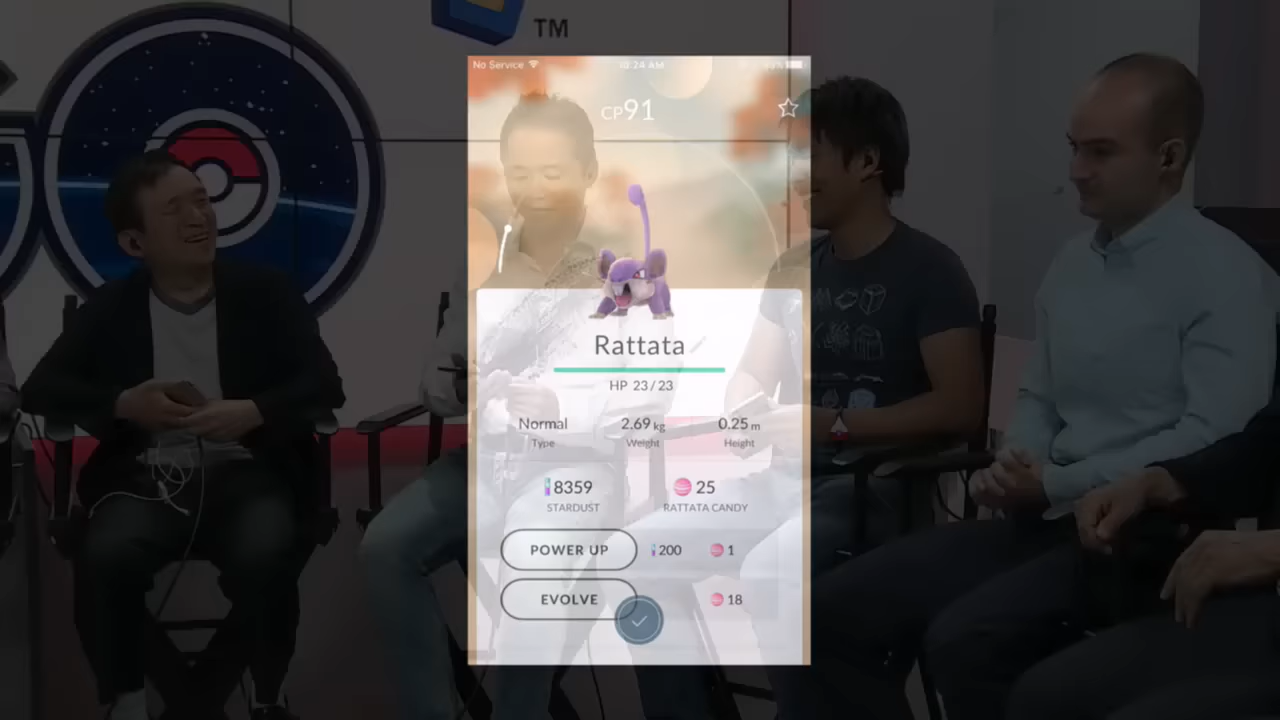 TM
No Service 10:24 AM
CP91
Rattata
HP 23/23
Normal 2.69 kg 0.25 m
Type Weight Height
8359 25
STARDUST RATTATA CANDY
POWER UP 200 1
EVOLVE 18